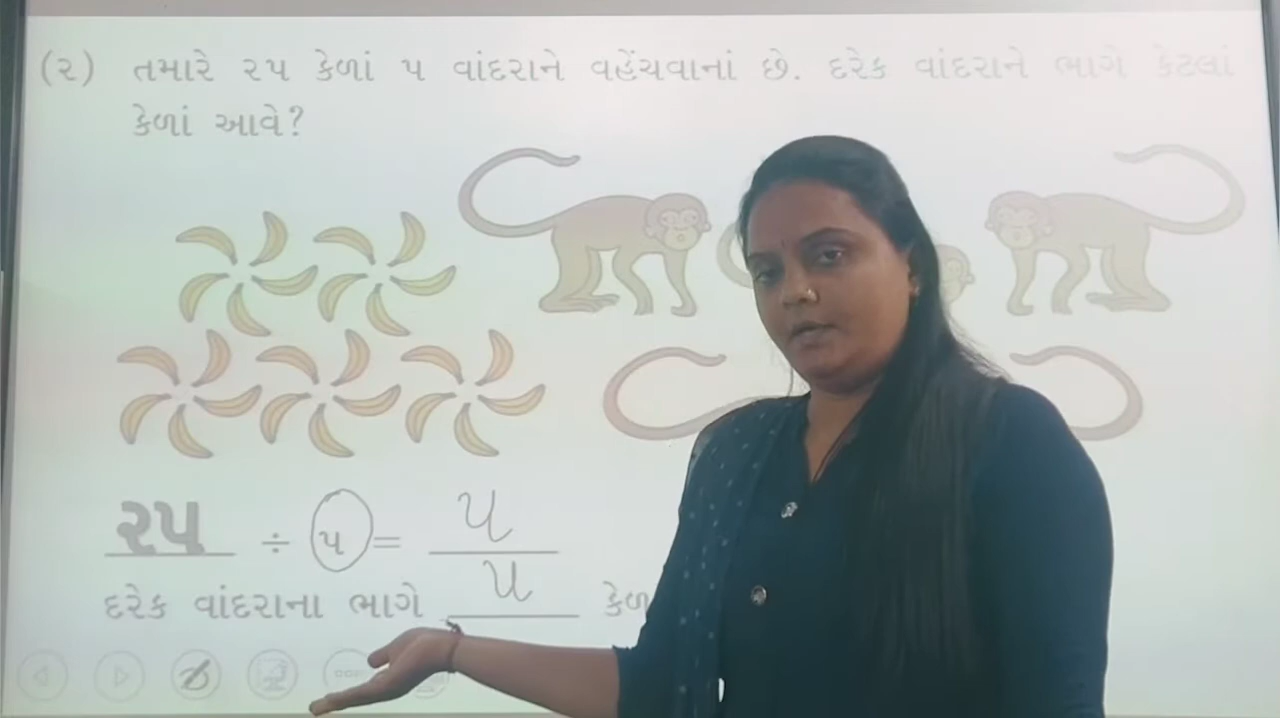 (૨) તમારે ૨૫ કેળાં ૫ વાંદરાને વહેંચવાનાં છે. દરેક વાંદરાને ભાગે કેટલાં
કેળાં આવે?
૨૫ ÷ ૫ = ૫
દરેક વાંદરાના ભાગે ૫